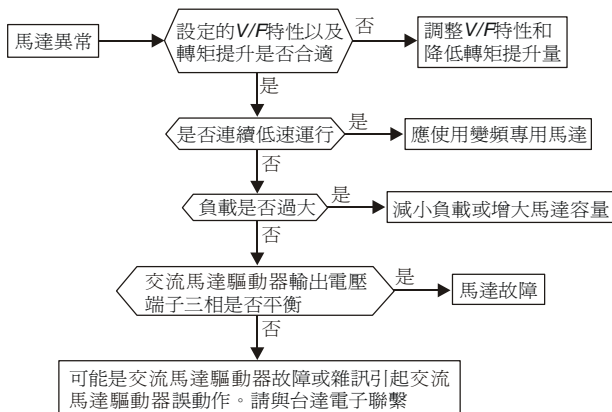 馬達異常
設定的V/F特性以及
轉矩提升是否合適
否
調整V/F特性和
降低轉矩提升量
是
是否連續低速運行
是
應使用變頻專用馬達
否
負載是否過大
是
減小負載或增大馬達容量
否
交流馬達驅動器輸出電壓
端子三相是否平衡
是
馬達故障
否
可能是交流馬達驅動器故障或雜訊引起交流
馬達驅動器誤動作。請與台達電子聯繫